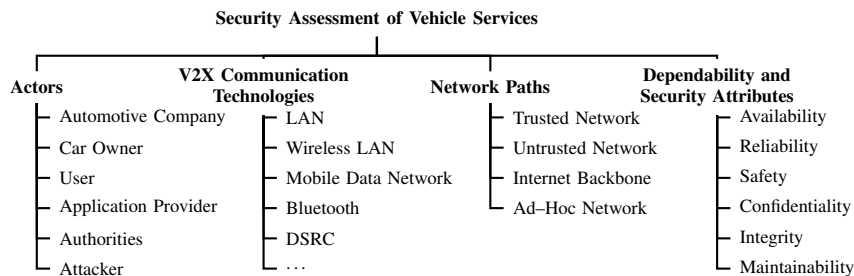 Security Assessment of Vehicle Services
Actors
Automotive Company
Car Owner
User
Application Provider
Authorities
Attacker
V2X Communication
Technologies
LAN
Wireless LAN
Mobile Data Network
Bluetooth
DSRC
...
Network Paths
Trusted Network
Untrusted Network
Internet Backbone
Ad–Hoc Network
Dependability and
Security Attributes
Availability
Reliability
Safety
Confidentiality
Integrity
Maintainability